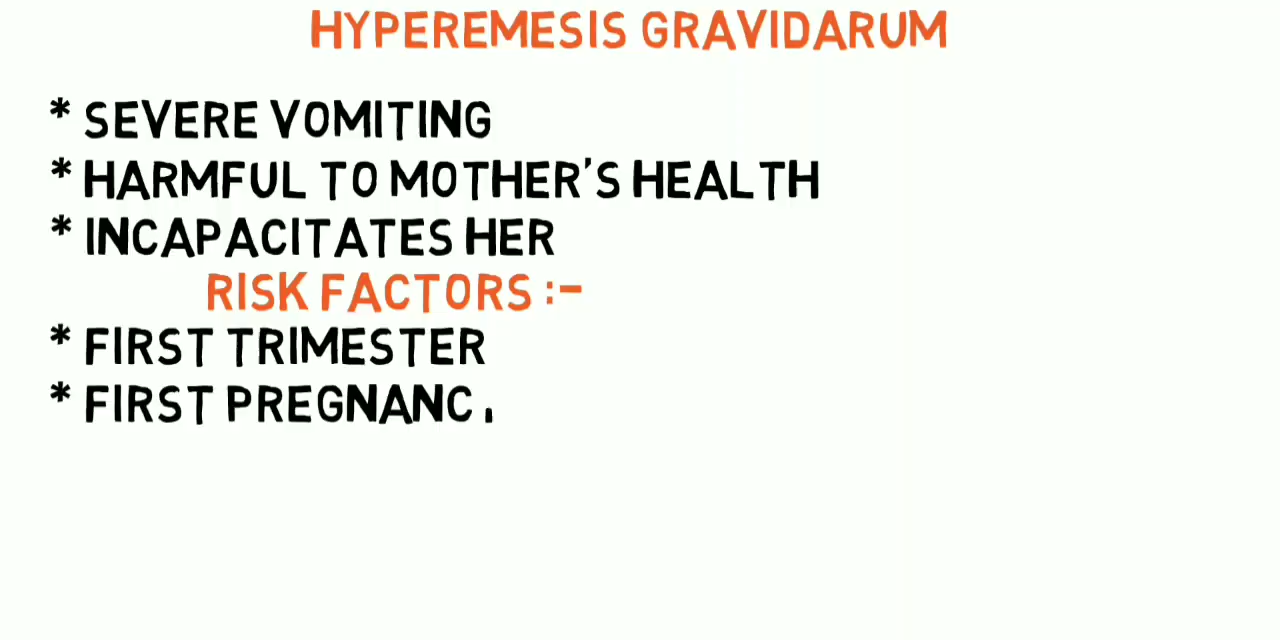 HYPEREMESIS GRAVIDARUM
* SEVERE VOMITING
* HARMFUL TO MOTHER'S HEALTH
* INCAPACITATES HER
RISK FACTORS :-
* FIRST TRIMESTER
* FIRST PREGNANC